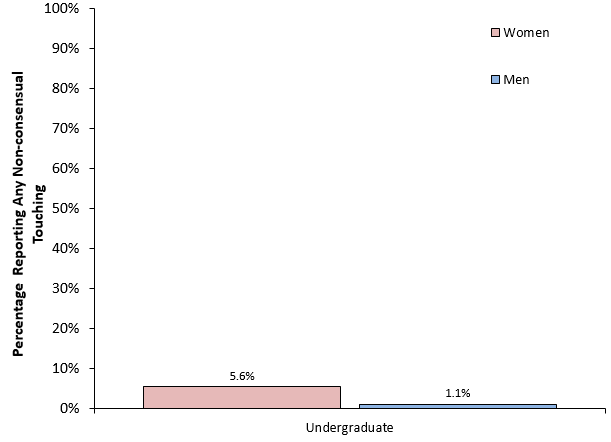 100%
90%
80%
70%
60%
50%
40%
30%
20%
10%
0%
Percentage Reporting Any Non-consensual
Touching
Women
Men
5.6%
1.1%
Undergraduate